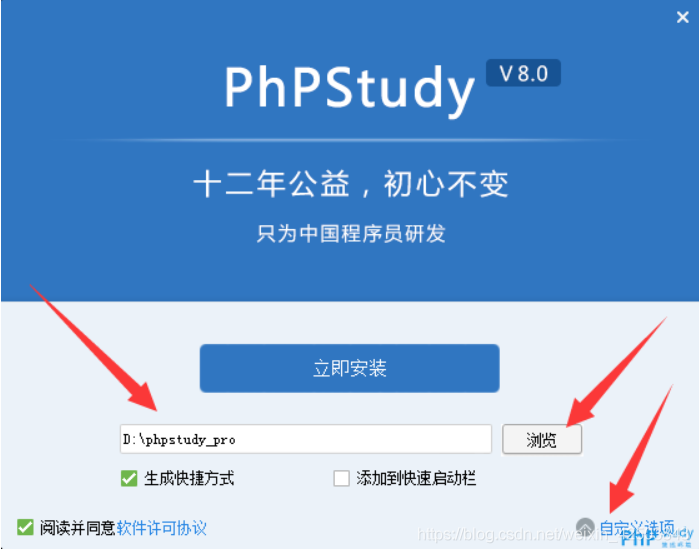 PhPStudy V 8.0
十二年公益，初心不变
只为中国程序员研发
立即安装
D:\phpstudy_pro 浏览
生成快捷方式 添加到快速启动栏
阅读并同意软件许可协议 自定义选项
https://blog.csdn.net/weixin_
PhPStudy